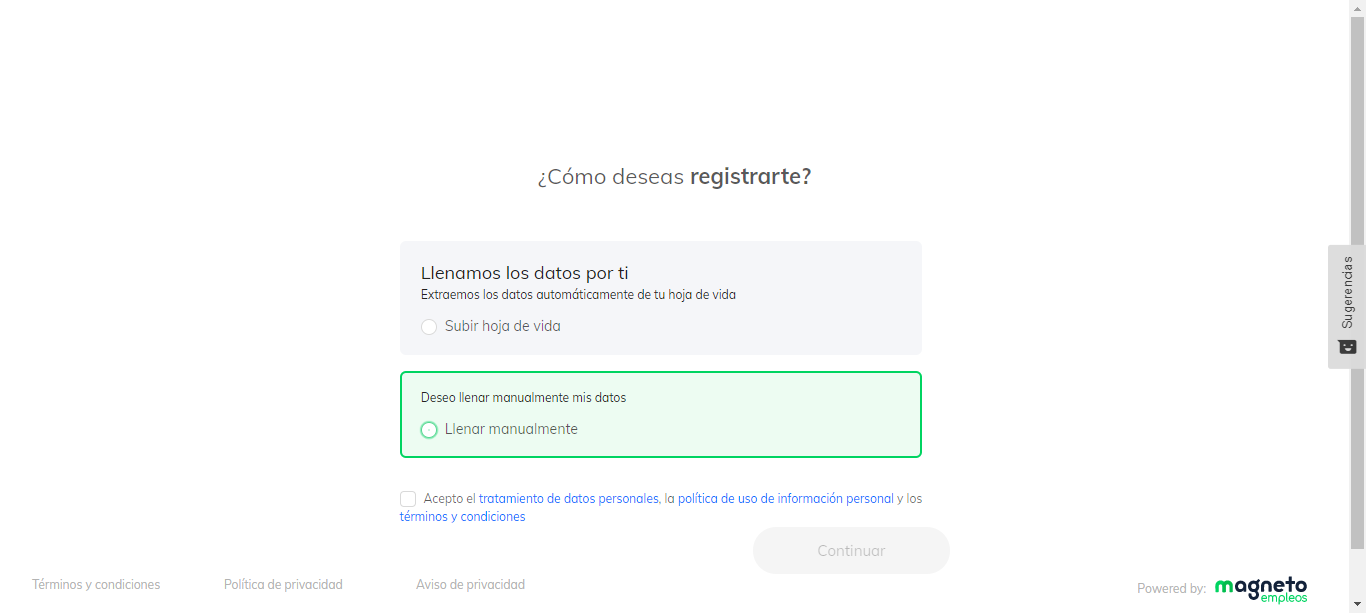 ¿Cómo deseas registrarte?
Llenamos los datos por ti
Extraemos los datos automáticamente de tu hoja de vida
Subir hoja de vida
Deseo llenar manualmente mis datos
Llenar manualmente
Acepto el tratamiento de datos personales, la política de uso de información personal y los
términos y condiciones
Continuar
Sugerencias
Términos y condiciones
Política de privacidad
Aviso de privacidad
Powered by:
magneto
empleos